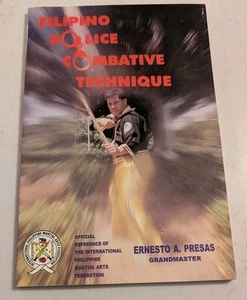 FILIPINO
POLICE
COMBATIVE
TECHNIQUE
OFFICIAL
REFERENCE OF
THE INTERNATIONAL
PHILIPPINE
MARTIAL ARTS
FEDERATION
ERNESTO A. PRESAS
GRANDMASTER